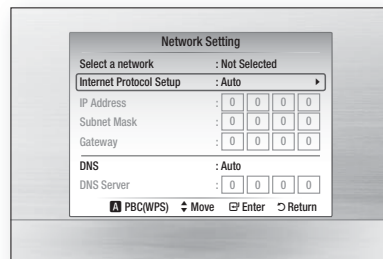 Network Setting
Select a network : Not Selected
Internet Protocol Setup : Auto ▶
IP Address : 0 0 0 0
Subnet Mask : 0 0 0 0
Gateway : 0 0 0 0
DNS : Auto
DNS Server : 0 0 0 0
A PBC(WPS) Move Enter Return